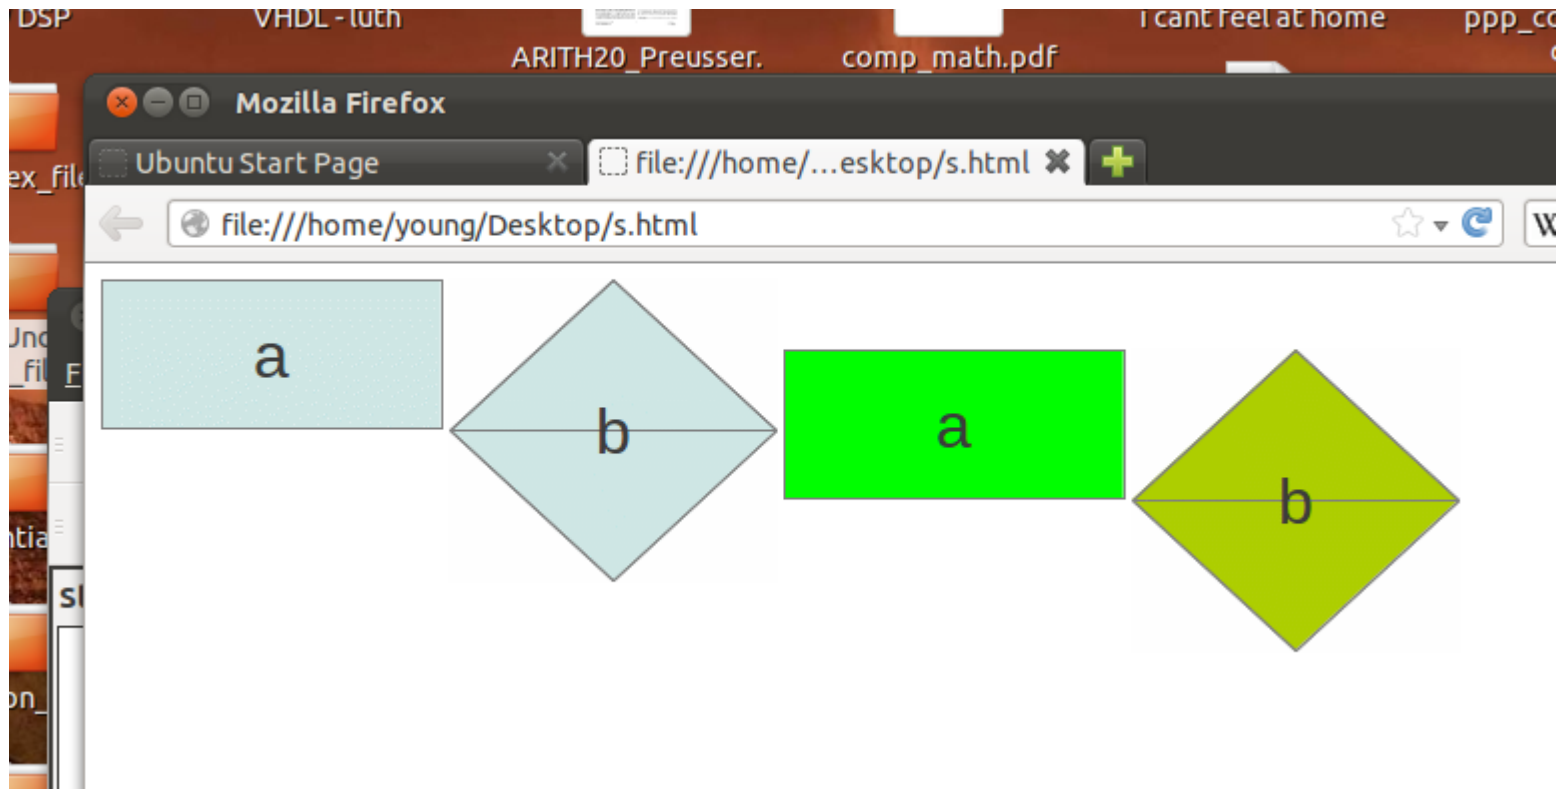 DSP
VHDL - luth
i cant feel at home
ARITH20_Preusser.
comp_math.pdf
Mozilla Firefox
Ubuntu Start Page
file:///home/...esktop/s.html
file:///home/young/Desktop/s.html
W
F
a
b
a
b